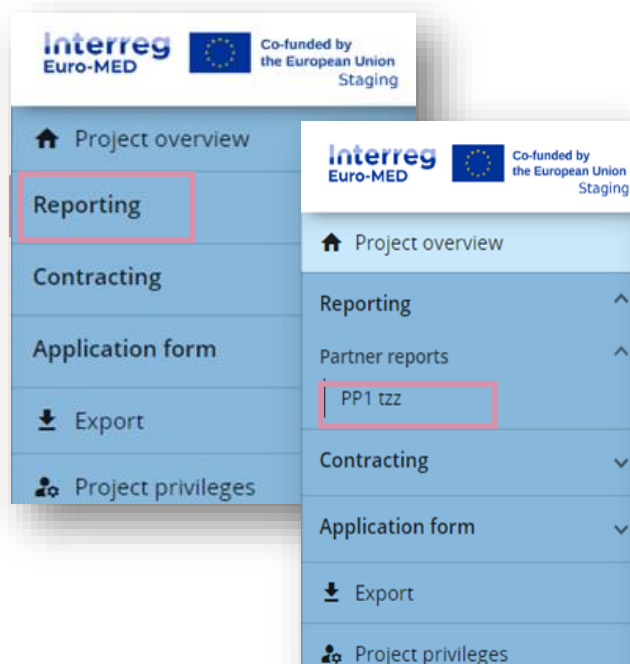 Interreg
Euro-MED
Co-funded by
the European Union
Staging
Project overview
Reporting
Contracting
Application form
Export
Project privileges
Interreg
Euro-MED
Co-funded by
the European Union
Staging
Project overview
Reporting
Partner reports
PP1 tzz
Contracting
Application form
Export
Project privileges